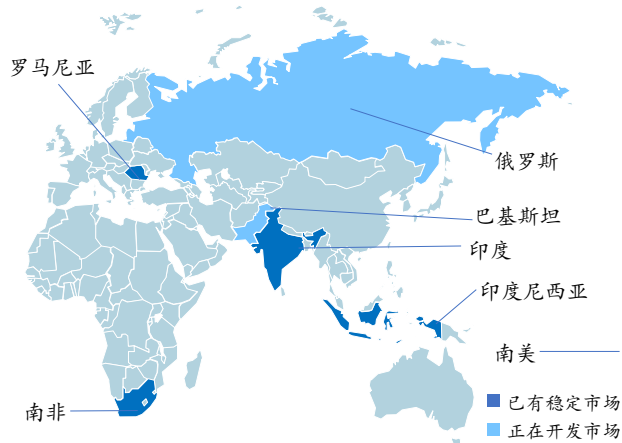 罗马尼亚
俄罗斯
巴基斯坦
印度
印度尼西亚
南美
南非
已有稳定市场
正在开发市场